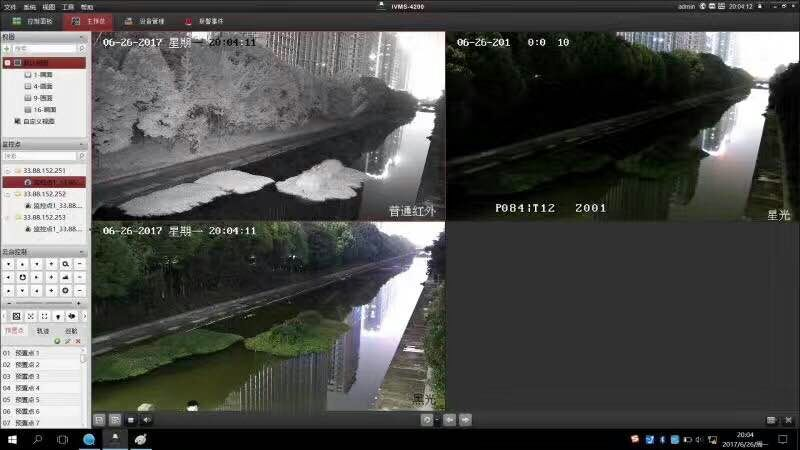 文件 系统 视图 工具 帮助
iVMS-4200
admin
20:04:12
控制面板
主预览
设备管理
报警事件
视图
搜索...
默认视图
1-画面
4-画面
9-画面
16-画面
自定义视图
监控点
搜索...
33.88.152.251
监控点1_33.88...
33.88.152.252
监控点1_33.88...
33.88.152.253
监控点1_33.88...
云台控制
预置点 轨迹 巡航
01 预置点 1
02 预置点 2
03 预置点 3
04 预置点 4
05 预置点 5
06 预置点 6
07 预置点 7
06-26-2017 星期一 20:04:11
普通红外
06-26-201 0:0 10
P084:T12 Z001
星光
06-26-2017 星期一 20:04:11
黑光
20:04
2017/6/26/周一